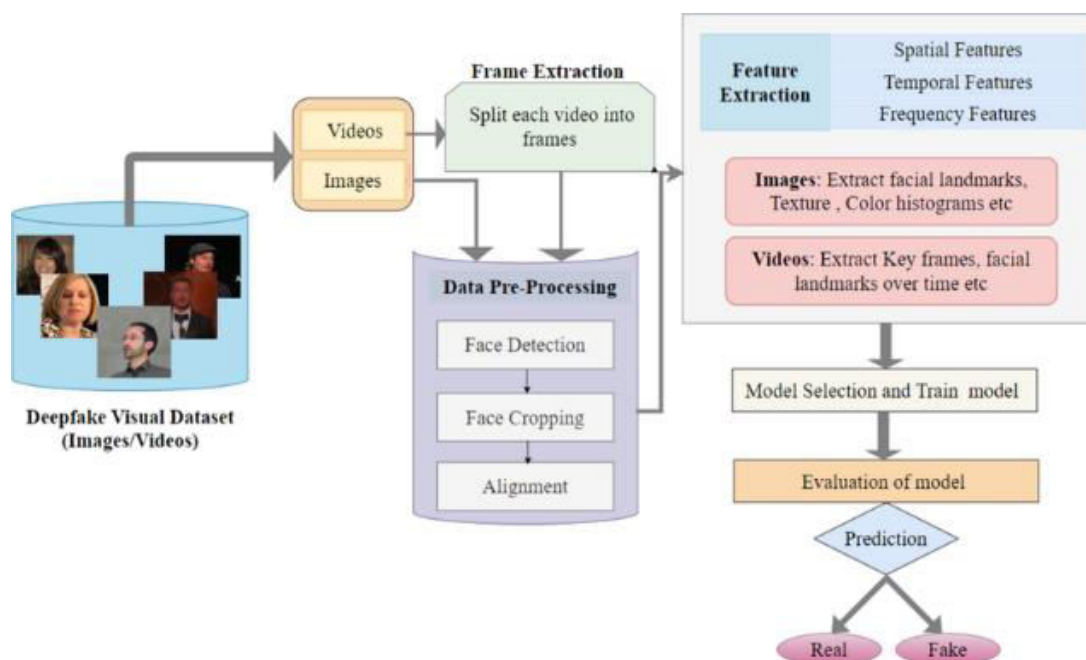 Deepfake Visual Dataset
(Images/Videos)
Videos
Images
Frame Extraction
Split each video into
frames
Data Pre-Processing
Face Detection
Face Cropping
Alignment
Feature
Extraction
Spatial Features
Temporal Features
Frequency Features
Images: Extract facial landmarks,
Texture , Color histograms etc
Videos: Extract Key frames, facial
landmarks over time etc
Model Selection and Train model
Evaluation of model
Prediction
Real
Fake